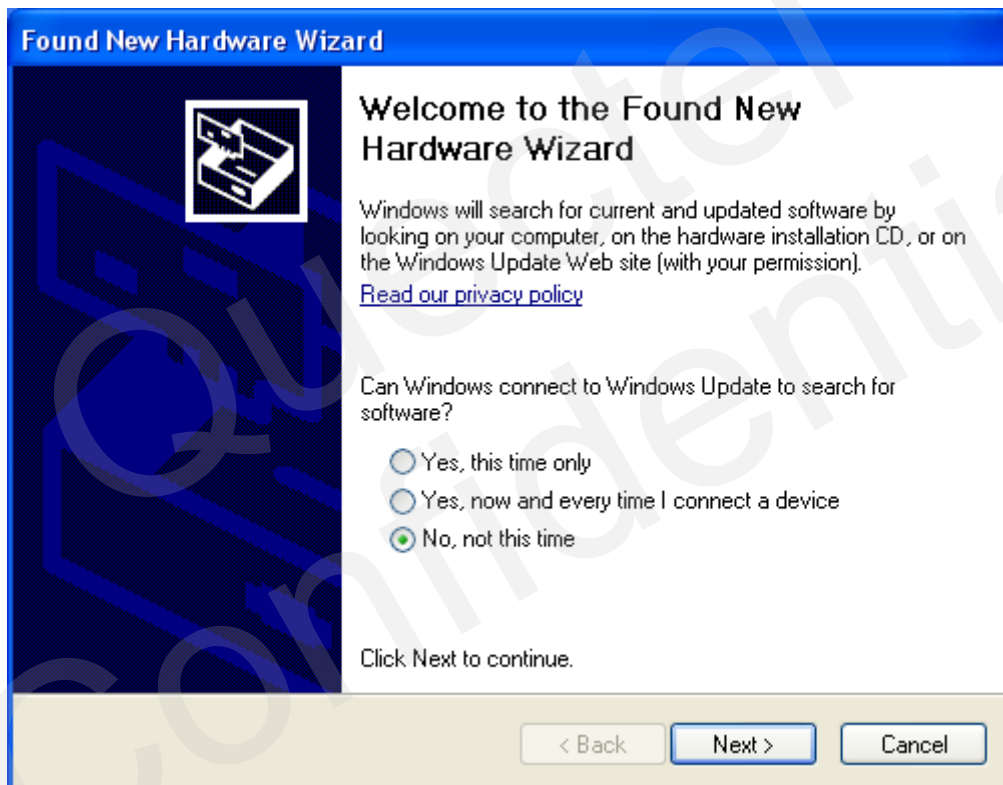 Found New Hardware Wizard
Welcome to the Found New
Hardware Wizard
Windows will search for current and updated software by
looking on your computer, on the hardware installation CD, or on
the Windows Update Web site (with your permission).
Read our privacy policy
Can Windows connect to Windows Update to search for
software?
Yes, this time only
Yes, now and every time I connect a device
No, not this time
Click Next to continue.
< Back Next > Cancel
Quectel
Confidentia